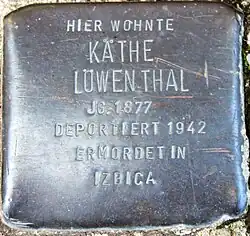 HIER WOHNTE
KÄTHE
LÖWENTHAL
JG. 1877
DEPORTIERT 1942
ERMORDET IN
IZBICA